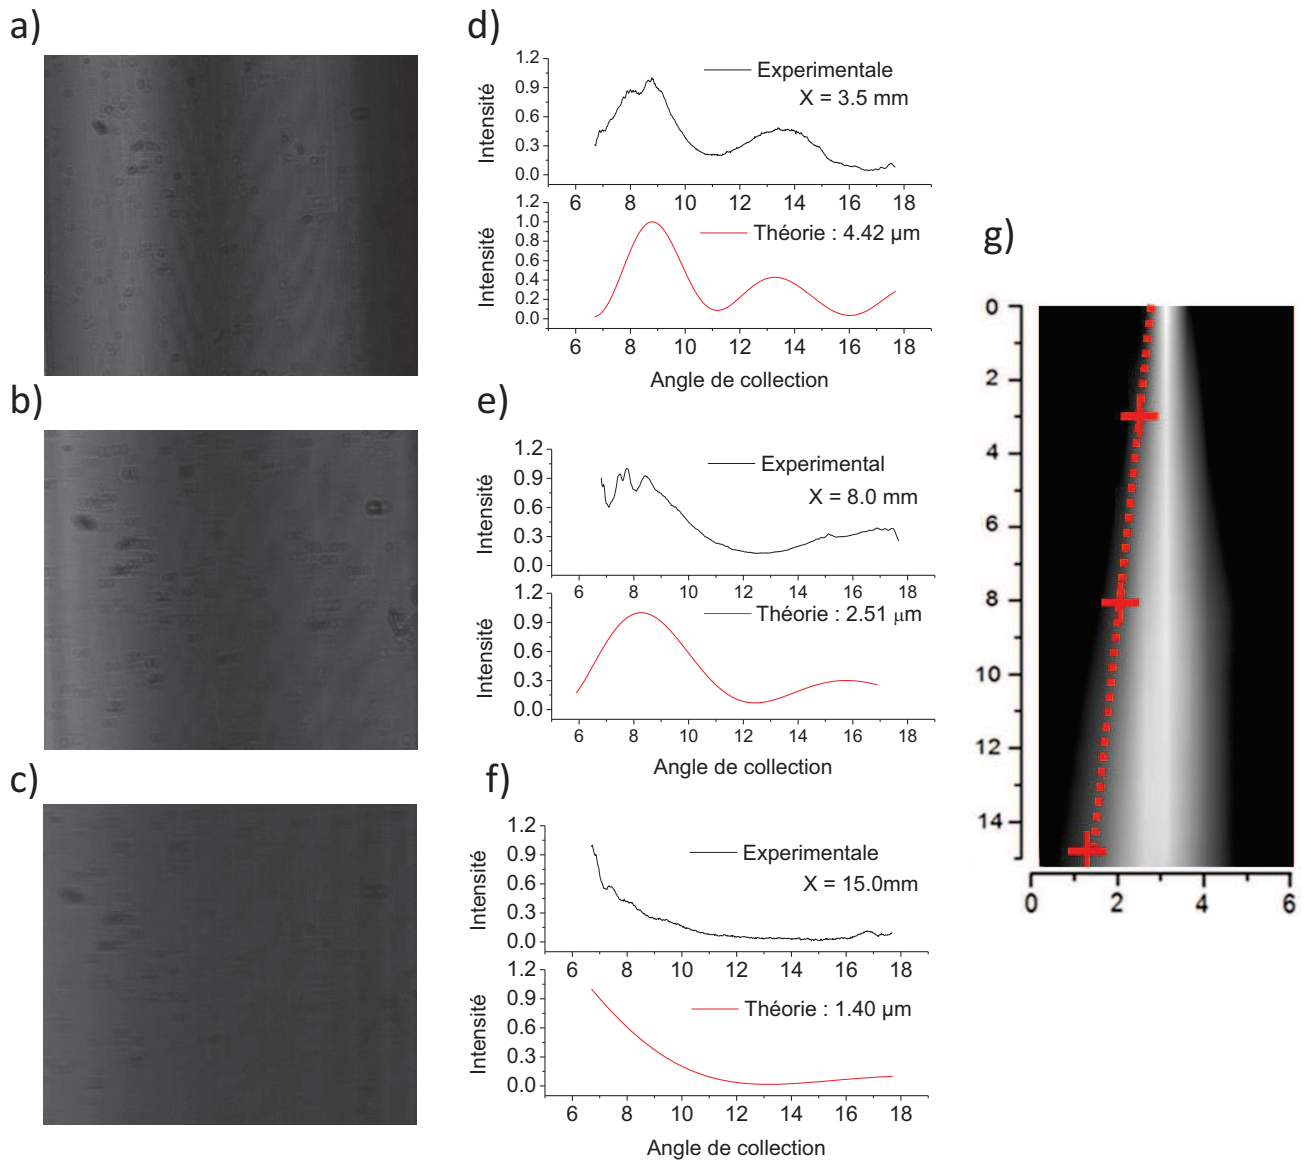 a)
b)
c)
d)
1.2
0.9
0.6
0.3
0.0
Intensité
Experimentale
X = 3.5 mm
6 8 10 12 14 16 18
1.2
1.0
0.8
0.6
0.4
0.2
0.0
Intensité
Théorie : 4.42 µm
6 8 10 12 14 16 18
Angle de collection
e)
1.2
0.9
0.6
0.3
0.0
Intensité
Experimental
X = 8.0 mm
6 8 10 12 14 16 18
1.2
0.9
0.6
0.3
0.0
Intensité
Théorie : 2.51 µm
6 8 10 12 14 16 18
Angle de collection
f)
1.2
0.9
0.6
0.3
0.0
Intensité
Experimentale
X = 15.0mm
6 8 10 12 14 16 18
1.2
0.9
0.6
0.3
0.0
Intensité
Théorie : 1.40 µm
6 8 10 12 14 16 18
Angle de collection
g)
0
2
4
6
8
10
12
14
0 2 4 6